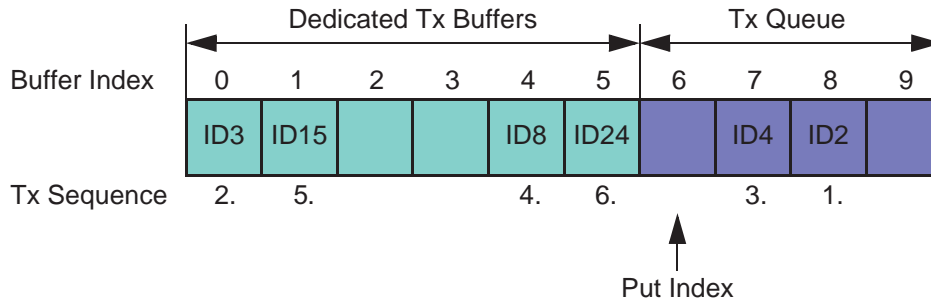 Dedicated Tx Buffers Tx Queue
Buffer Index 0 1 2 3 4 5 6 7 8 9
ID3 ID15 ID8 ID24 ID4 ID2
Tx Sequence 2. 5. 4. 6. 3. 1.
Put Index